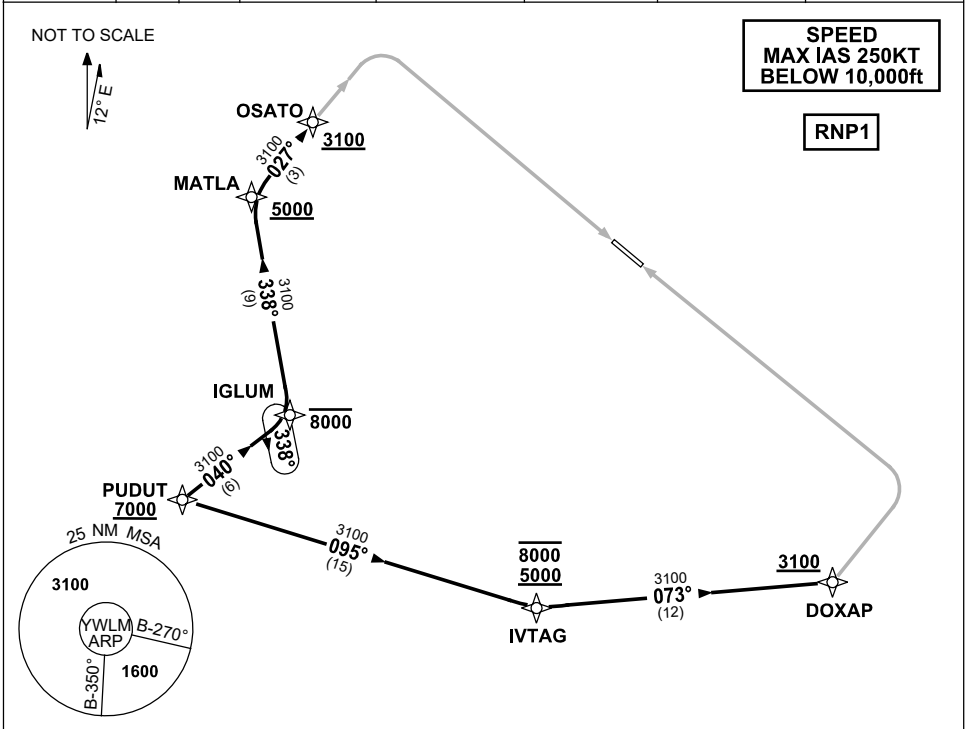 NOT TO SCALE
12° E
SPEED
MAX IAS 250KT
BELOW 10,000ft
RNP1
OSATO
3100
3100
027°
(3)
MATLA
5000
3100
338°
(9)
IGLUM
8000
338°
3100
040°
(6)
PUDUT
7000
3100
095°
(15)
8000
5000
IVTAG
3100
073°
(12)
3100
DOXAP
25 NM MSA
3100
YWLM
ARP
B-270°
B-350°
1600